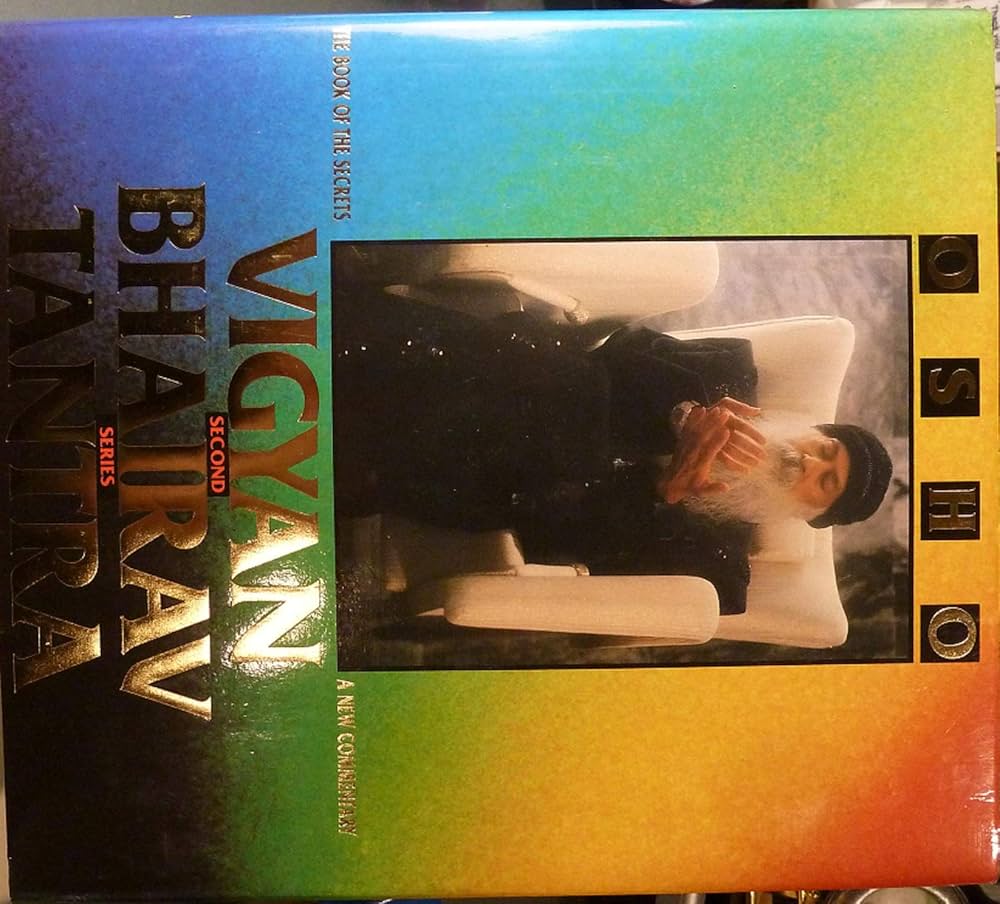 OSHO
THE BOOK OF THE SECRETS
A NEW COMMENTARY
VIGYAN
SECOND
BHAIRAV
SERIES
TANTRA